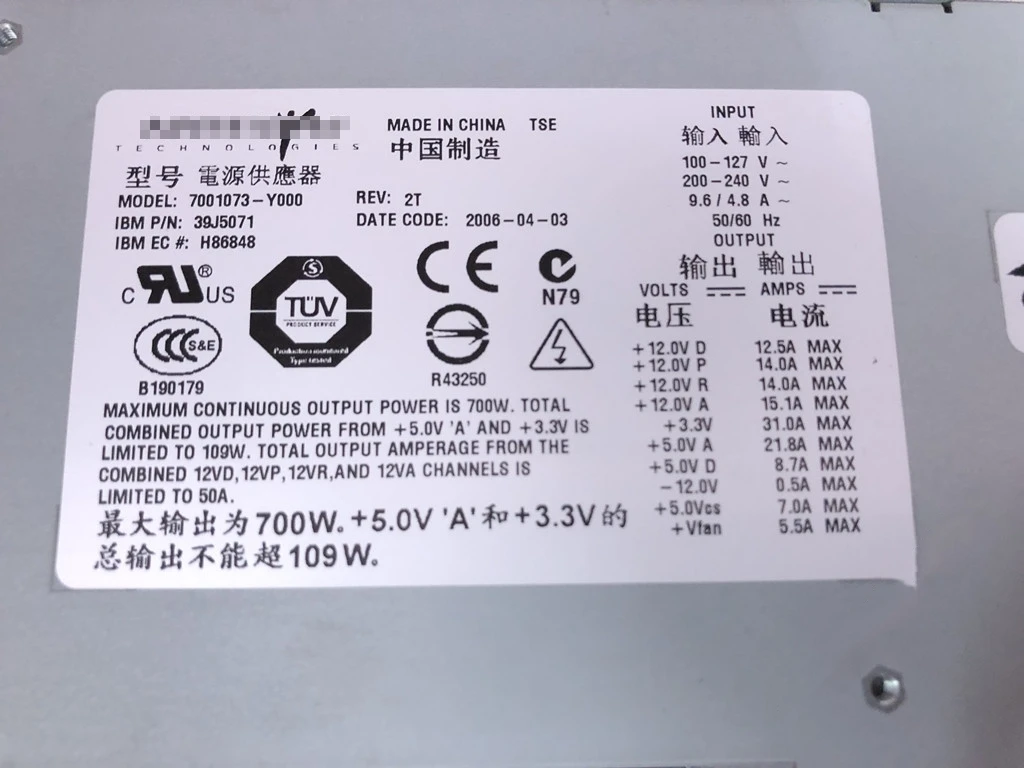 TECHNOLOGIES
MADE IN CHINA TSE
中国制造
型号 電源供應器
MODEL: 7001073-Y000
REV: 2T
IBM P/N: 39J5071
DATE CODE: 2006-04-03
IBM EC #: H86848
C RU ® US
S
TÜV
PRODUCT SERVICE
Production monitored
Type tested
CE
N79
CCC S&E
B190179
R43250
MAXIMUM CONTINUOUS OUTPUT POWER IS 700W. TOTAL
COMBINED OUTPUT POWER FROM +5.0V 'A' AND +3.3V IS
LIMITED TO 109W. TOTAL OUTPUT AMPERAGE FROM THE
COMBINED 12VD,12VP,12VR,AND 12VA CHANNELS IS
LIMITED TO 50A.
最大输出为700W。+5.0V 'A'和+3.3V的
总输出不能超109W。
INPUT
输入 輸入
100-127 V ~
200-240 V ~
9.6/4.8 A ~
50/60 Hz
OUTPUT
输出 輸出
VOLTS AMPS
电压 电流
+12.0V D 12.5A MAX
+12.0V P 14.0A MAX
+12.0V R 14.0A MAX
+12.0V A 15.1A MAX
+3.3V 31.0A MAX
+5.0V A 21.8A MAX
+5.0V D 8.7A MAX
-12.0V 0.5A MAX
+5.0Vcs 7.0A MAX
+Vfan 5.5A MAX